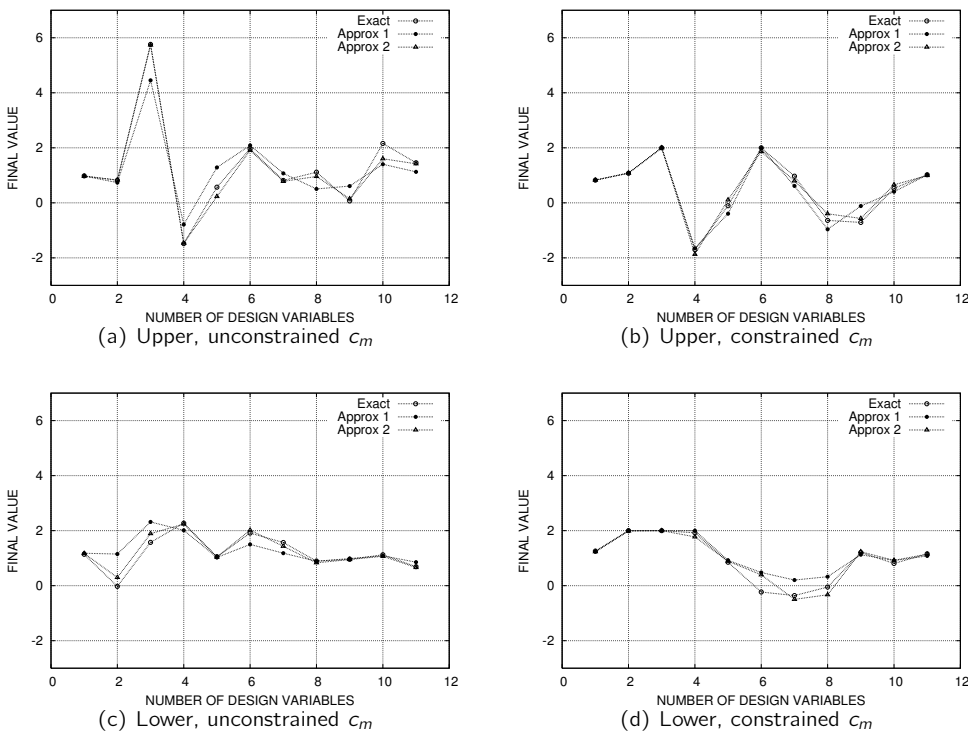 Exact
Approx 1
Approx 2
6
4
2
0
-2
FINAL VALUE
0 2 4 6 8 10 12
NUMBER OF DESIGN VARIABLES
(a) Upper, unconstrained c_m
Exact
Approx 1
Approx 2
6
4
2
0
-2
FINAL VALUE
0 2 4 6 8 10 12
NUMBER OF DESIGN VARIABLES
(b) Upper, constrained c_m
Exact
Approx 1
Approx 2
6
4
2
0
-2
FINAL VALUE
0 2 4 6 8 10 12
NUMBER OF DESIGN VARIABLES
(c) Lower, unconstrained c_m
Exact
Approx 1
Approx 2
6
4
2
0
-2
FINAL VALUE
0 2 4 6 8 10 12
NUMBER OF DESIGN VARIABLES
(d) Lower, constrained c_m